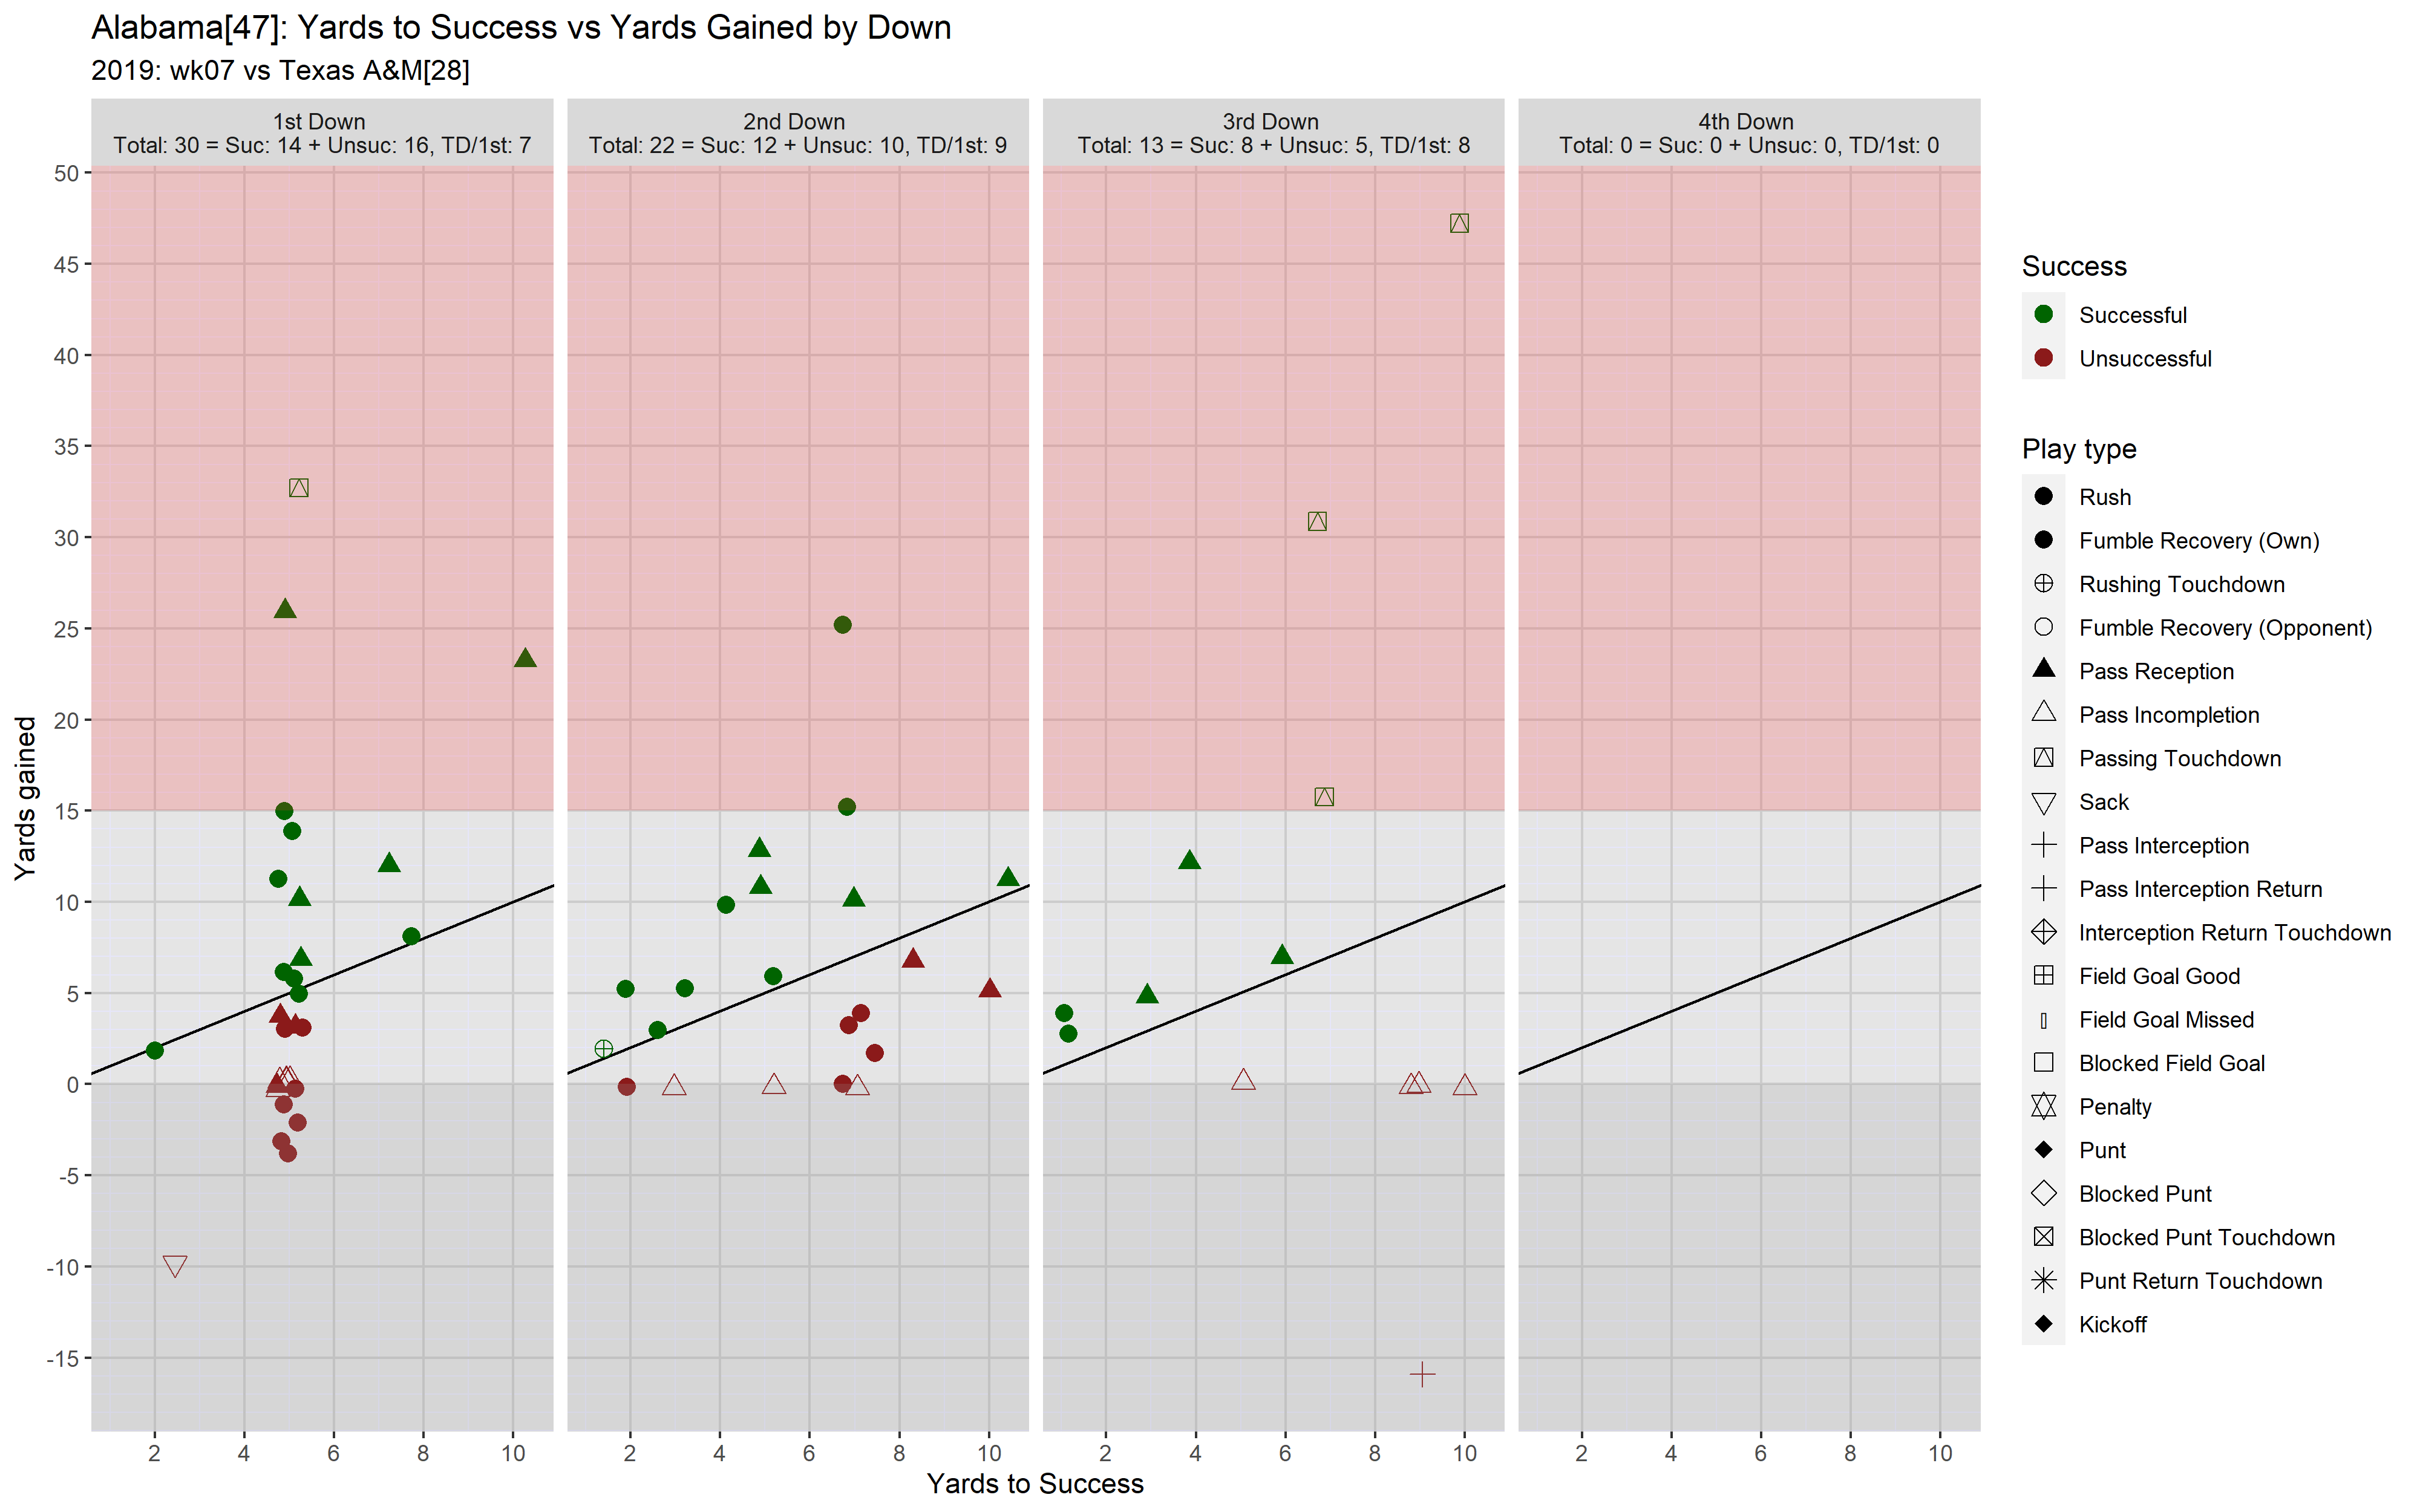 Alabama[47]: Yards to Success vs Yards Gained by Down
2019: wk07 vs Texas A&M[28]
1st Down
Total: 30 = Suc: 14 + Unsuc: 16, TD/1st: 7
2nd Down
Total: 22 = Suc: 12 + Unsuc: 10, TD/1st: 9
3rd Down
Total: 13 = Suc: 8 + Unsuc: 5, TD/1st: 8
4th Down
Total: 0 = Suc: 0 + Unsuc: 0, TD/1st: 0
Yards gained
50
45
40
35
30
25
20
15
10
5
0
-5
-10
-15
2 4 6 8 10
2 4 6 8 10
2 4 6 8 10
2 4 6 8 10
Yards to Success
Success
Successful
Unsuccessful
Play type
Rush
Fumble Recovery (Own)
Rushing Touchdown
Fumble Recovery (Opponent)
Pass Reception
Pass Incompletion
Passing Touchdown
Sack
Pass Interception
Pass Interception Return
Interception Return Touchdown
Field Goal Good
Field Goal Missed
Blocked Field Goal
Penalty
Punt
Blocked Punt
Blocked Punt Touchdown
Punt Return Touchdown
Kickoff